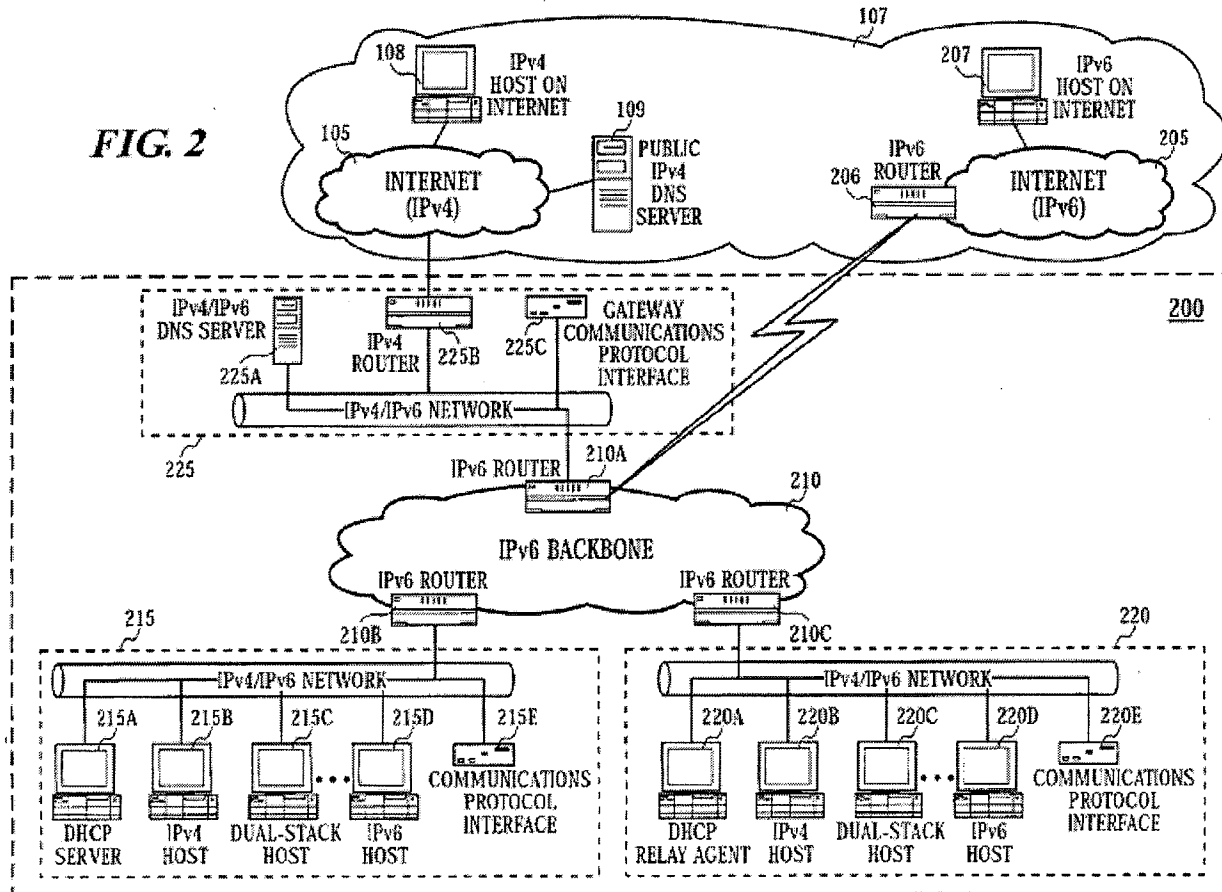 FIG. 2
107
108
IPv4
HOST ON
INTERNET
207
IPv6
HOST ON
INTERNET
105
109
PUBLIC
IPv4
DNS
SERVER
INTERNET
(IPv4)
IPv6
ROUTER
206
205
INTERNET
(IPv6)
200
IPv4/IPv6
DNS SERVER
225A
IPv4
ROUTER
225B
225C
GATEWAY
COMMUNICATIONS
PROTOCOL
INTERFACE
IPv4/IPv6 NETWORK
225
IPv6 ROUTER
210A
210
IPv6 BACKBONE
IPv6 ROUTER
210B
IPv6 ROUTER
210C
215
IPv4/IPv6 NETWORK
215A
215B
215C
215D
215E
DHCP
SERVER
IPv4
HOST
DUAL-STACK
HOST
IPv6
HOST
COMMUNICATIONS
PROTOCOL
INTERFACE
220
IPv4/IPv6 NETWORK
220A
220B
220C
220D
220E
DHCP
RELAY AGENT
IPv4
HOST
DUAL-STACK
HOST
IPv6
HOST
COMMUNICATIONS
PROTOCOL
INTERFACE